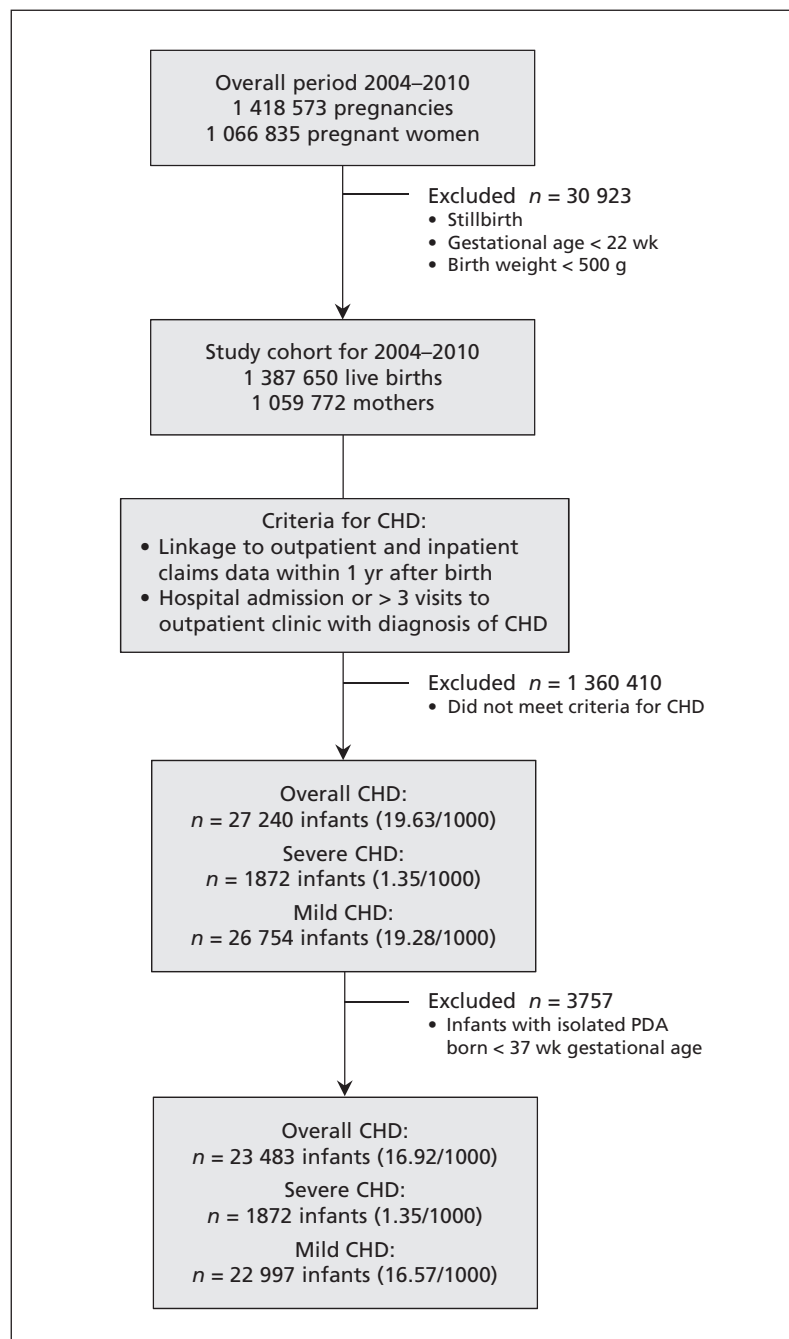 Overall period 2004–2010
1 418 573 pregnancies
1 066 835 pregnant women
Excluded n = 30 923
• Stillbirth
• Gestational age < 22 wk
• Birth weight < 500 g
Study cohort for 2004–2010
1 387 650 live births
1 059 772 mothers
Criteria for CHD:
• Linkage to outpatient and inpatient
claims data within 1 yr after birth
• Hospital admission or > 3 visits to
outpatient clinic with diagnosis of CHD
Excluded n = 1 360 410
• Did not meet criteria for CHD
Overall CHD:
n = 27 240 infants (19.63/1000)
Severe CHD:
n = 1872 infants (1.35/1000)
Mild CHD:
n = 26 754 infants (19.28/1000)
Excluded n = 3757
• Infants with isolated PDA
born < 37 wk gestational age
Overall CHD:
n = 23 483 infants (16.92/1000)
Severe CHD:
n = 1872 infants (1.35/1000)
Mild CHD:
n = 22 997 infants (16.57/1000)